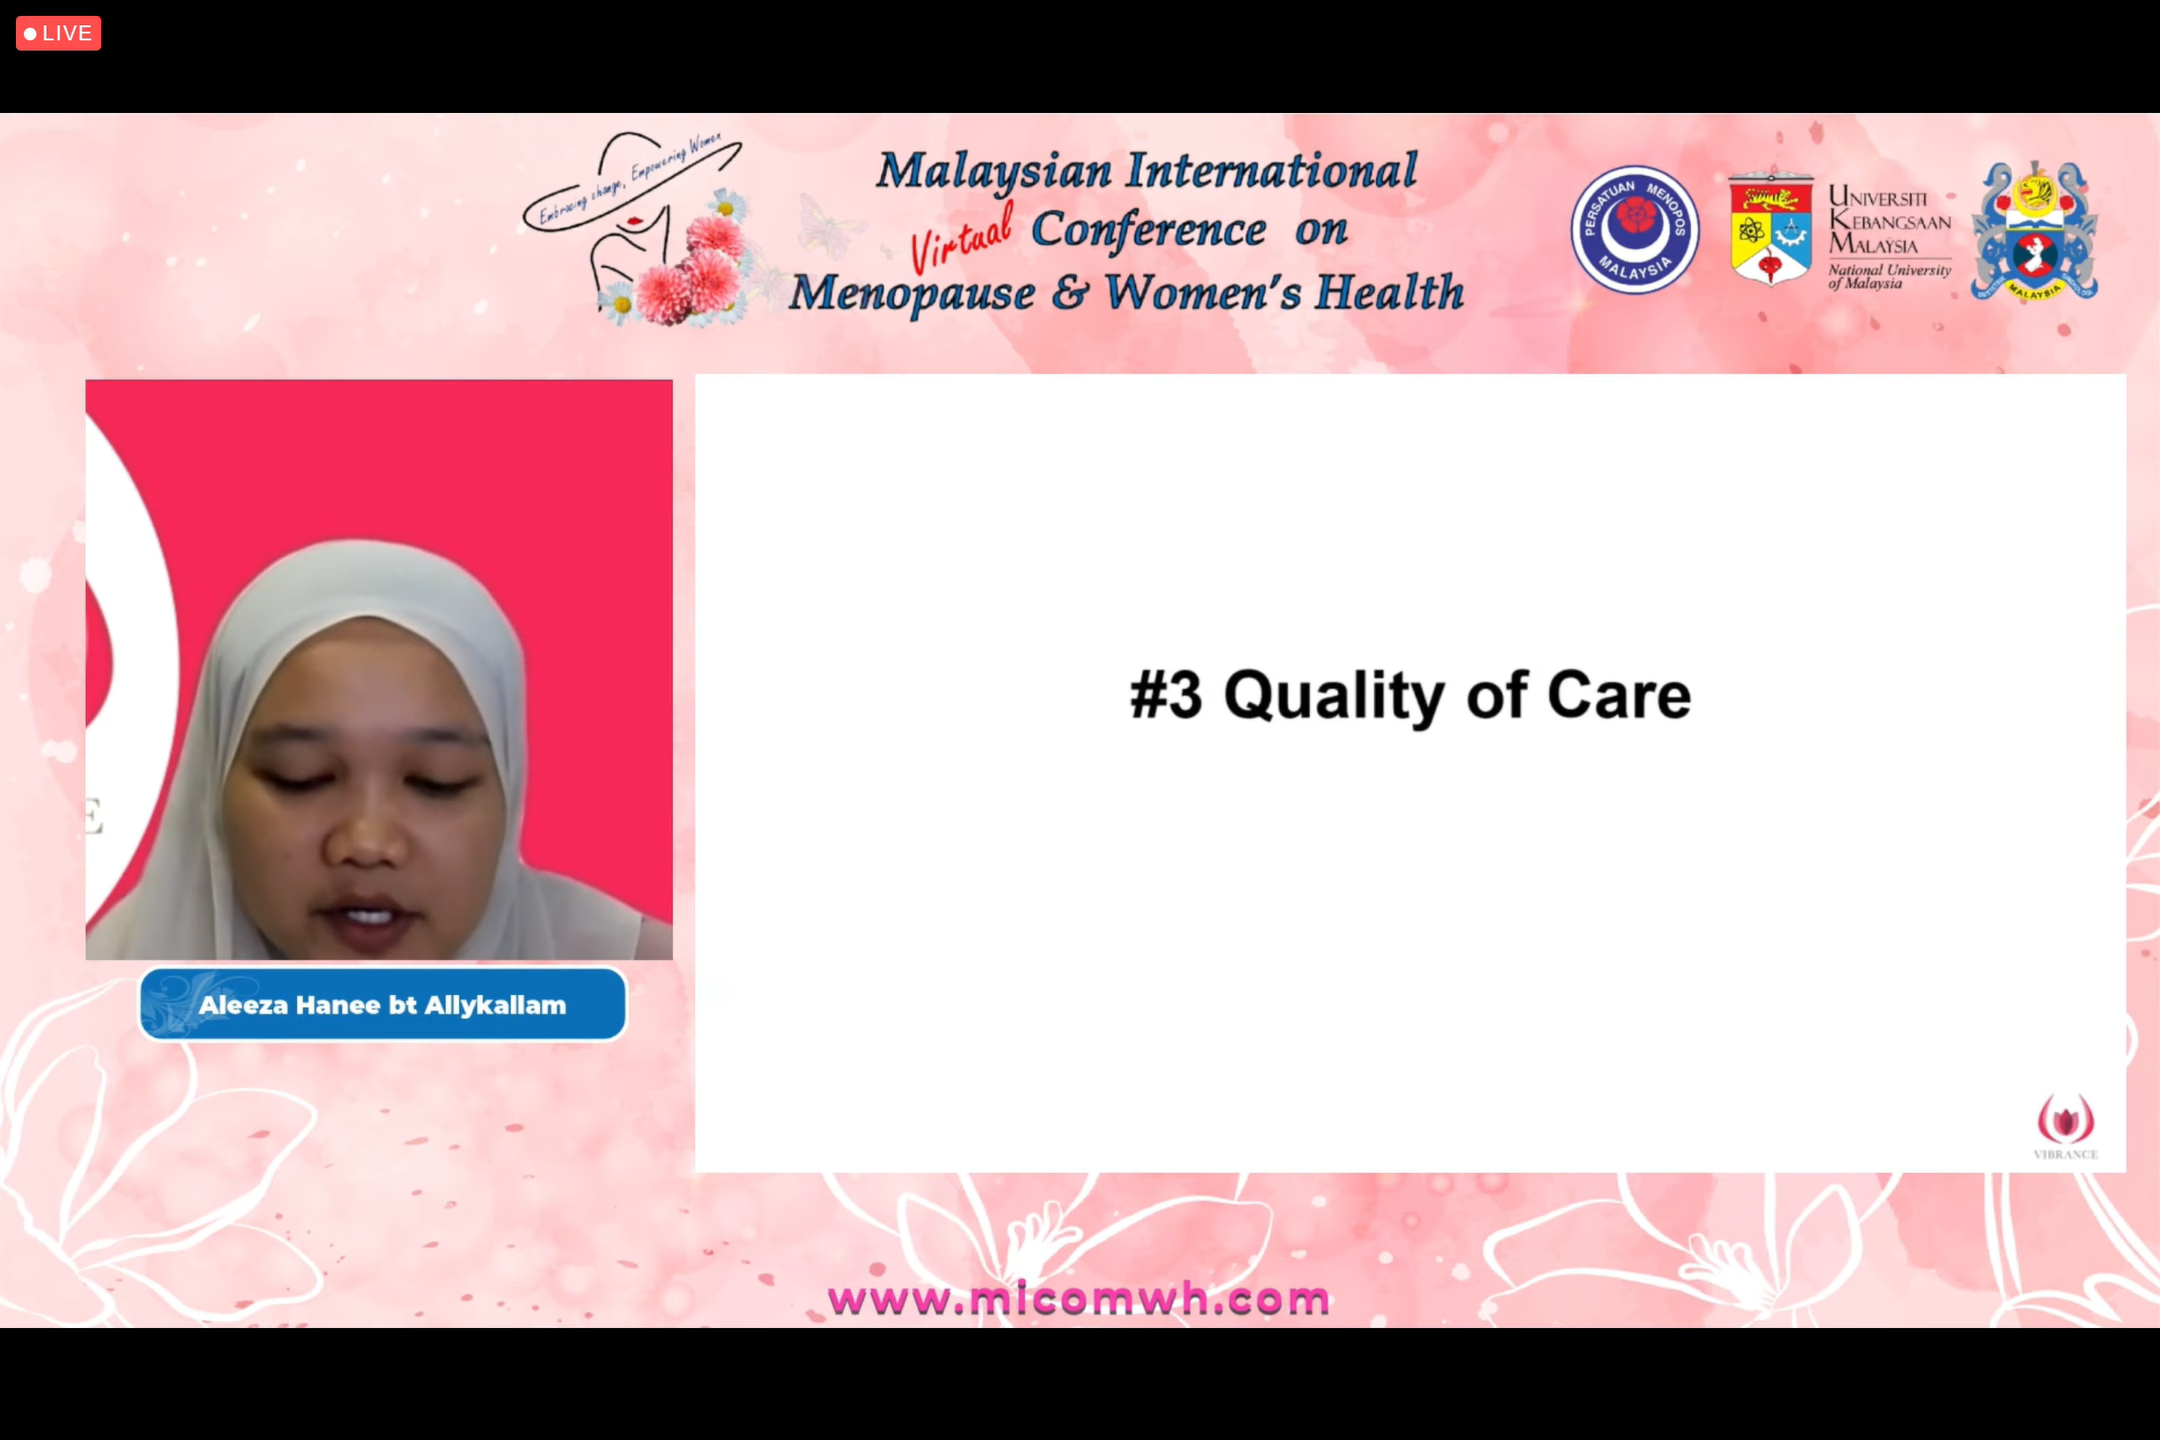 LIVE
Embracing change, Empowering Women
Malaysian International
Virtual Conference on
Menopause & Women's Health
PERSATUAN MENOPOS
MALAYSIA
UNIVERSITI
KEBANGSAAN
MALAYSIA
National University
of Malaysia
MALAYSIA
#3 Quality of Care
E
Aleeza Hanee bt Allykallam
VIBRANCE
www.micomwh.com